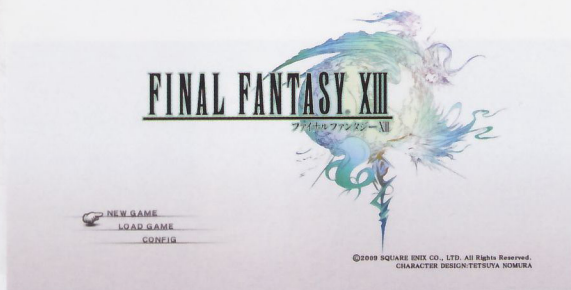 FINAL FANTASY® XIII
ファイナルファンタジーXIII
NEW GAME
LOAD GAME
CONFIG
©2009 SQUARE ENIX CO., LTD. All Rights Reserved.
CHARACTER DESIGN:TETSUYA NOMURA